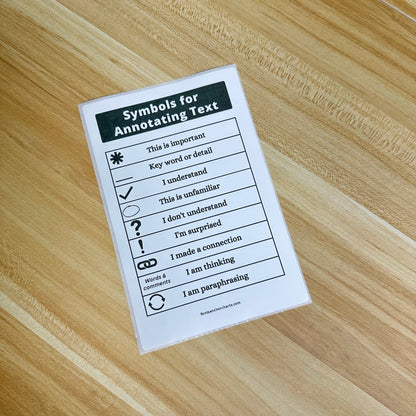 Symbols for
Annotating Text
This is important
Key word or detail
I understand
This is unfamiliar
? I don't understand
! I'm surprised
I made a connection
Words &
comments
I am thinking
I am paraphrasing